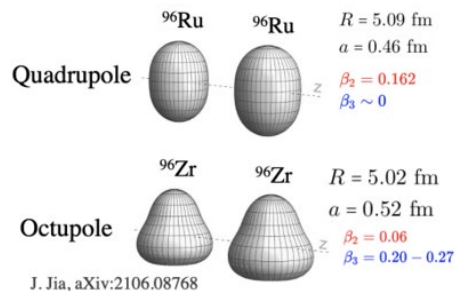 ⁹⁶Ru ⁹⁶Ru
R = 5.09 fm
a = 0.46 fm
Quadrupole
z
β₂ = 0.162
β₃ ~ 0
⁹⁶Zr ⁹⁶Zr
R = 5.02 fm
a = 0.52 fm
Octupole
z
β₂ = 0.06
β₃ = 0.20 − 0.27
J. Jia, aXiv:2106.08768